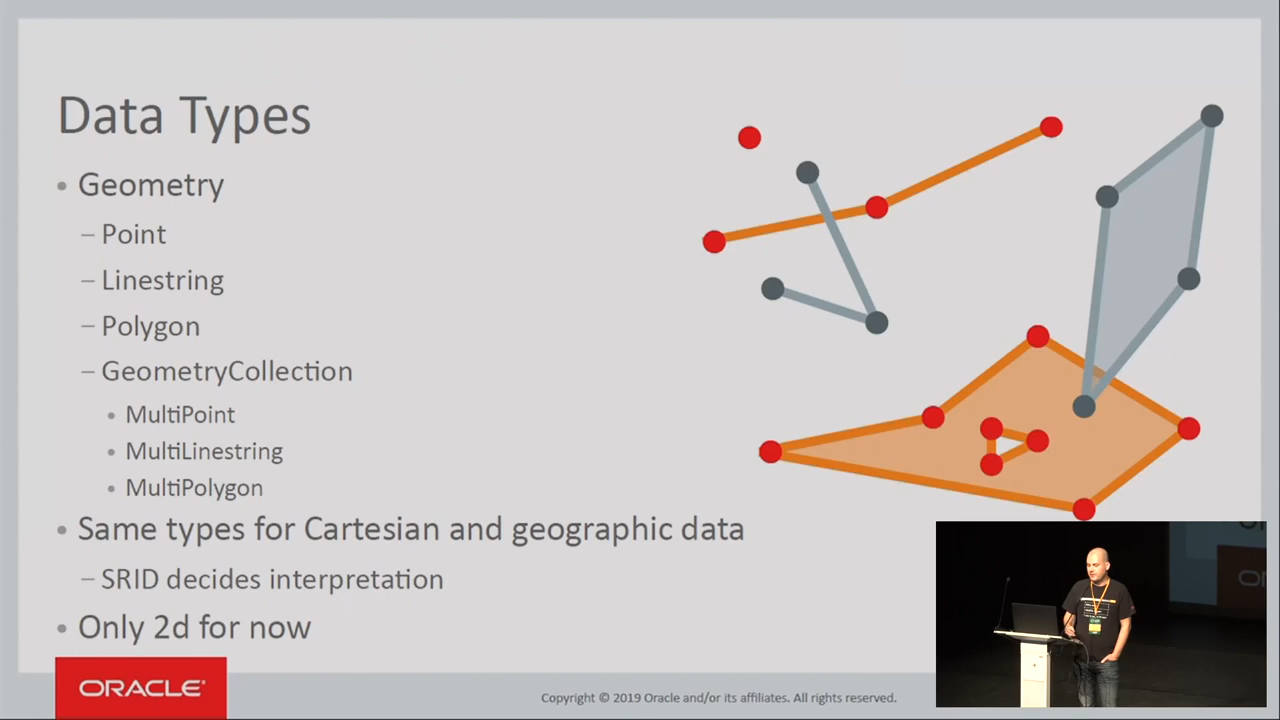 Data Types
• Geometry
– Point
– Linestring
– Polygon
– GeometryCollection
• MultiPoint
• MultiLinestring
• MultiPolygon
• Same types for Cartesian and geographic data
– SRID decides interpretation
• Only 2d for now
ORACLE®
Copyright © 2019 Oracle and/or its affiliates. All rights reserved.